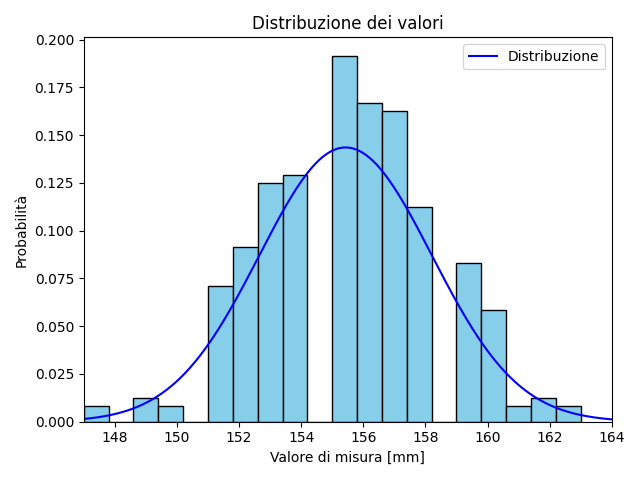 Distribuzione dei valori
Distribuzione
0.200
0.175
0.150
0.125
0.100
0.075
0.050
0.025
0.000
Probabilità
148 150 152 154 156 158 160 162 164
Valore di misura [mm]